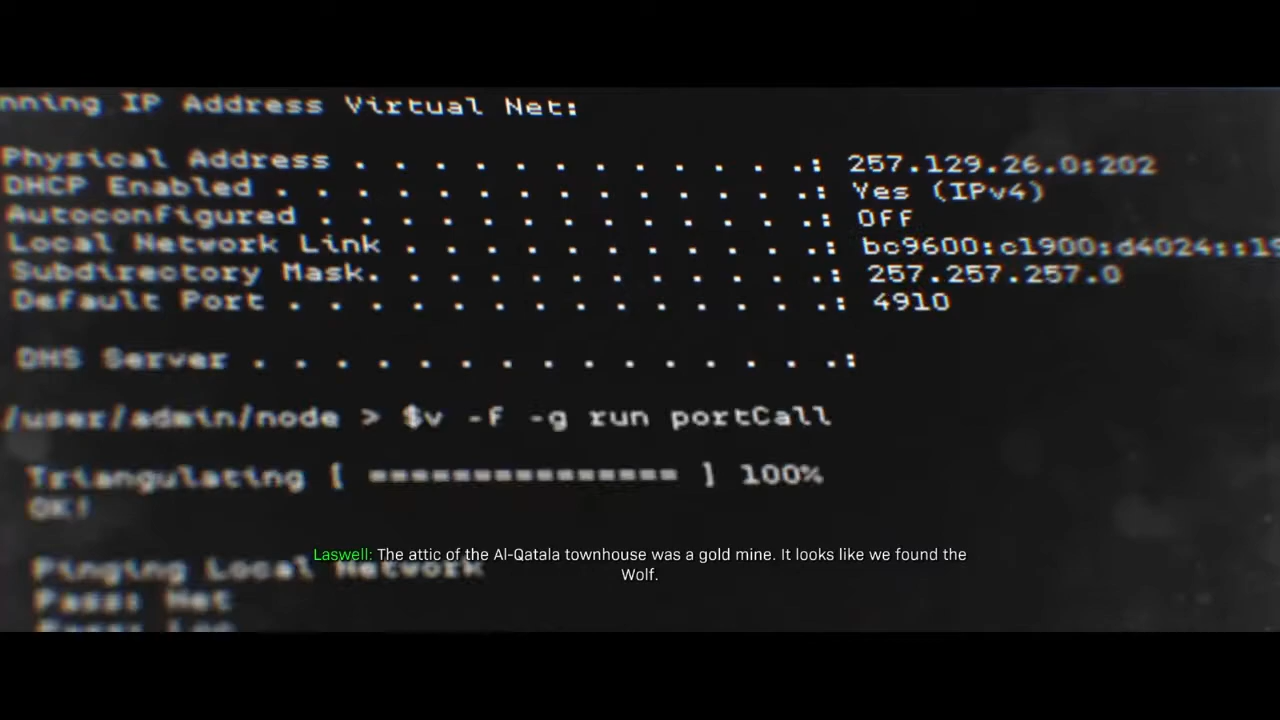 nning IP Address Virtual Net:
Physical Address . . . . . . . . . . . .: 257.129.26.0:202
DHCP Enabled . . . . . . . . . . . . . .: Yes (IPv4)
Autoconfigured . . . . . . . . . . . . .: Off
Local Network Link . . . . . . . . . . .: bc9600:c1900:d4024::19
Subdirectory Mask. . . . . . . . . . . .: 257.257.257.0
Default Port . . . . . . . . . . . . . .: 4910
DHS Server . . . . . . . . . . . . . . .:
/user/admin/node > $v -f -g run portCall
Triangulating [ =============== ] 100%
OK!
Laswell: The attic of the Al-Qatala townhouse was a gold mine. It looks like we found the
Wolf.
Pinging Local Network
Pass: Net